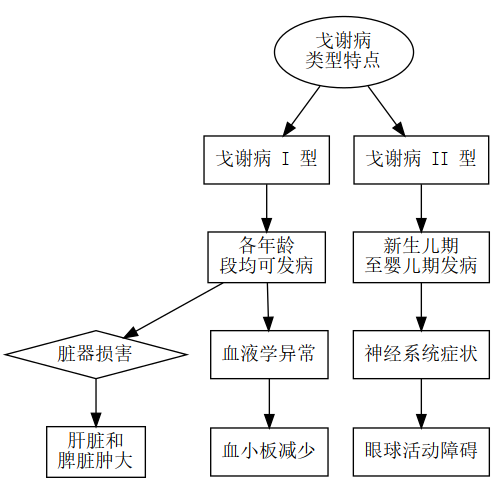 戈谢病
类型特点
戈谢病 I 型
戈谢病 II 型
各年龄
段均可发病
新生儿期
至婴儿期发病
脏器损害
血液学异常
神经系统症状
肝脏和
脾脏肿大
血小板减少
眼球活动障碍